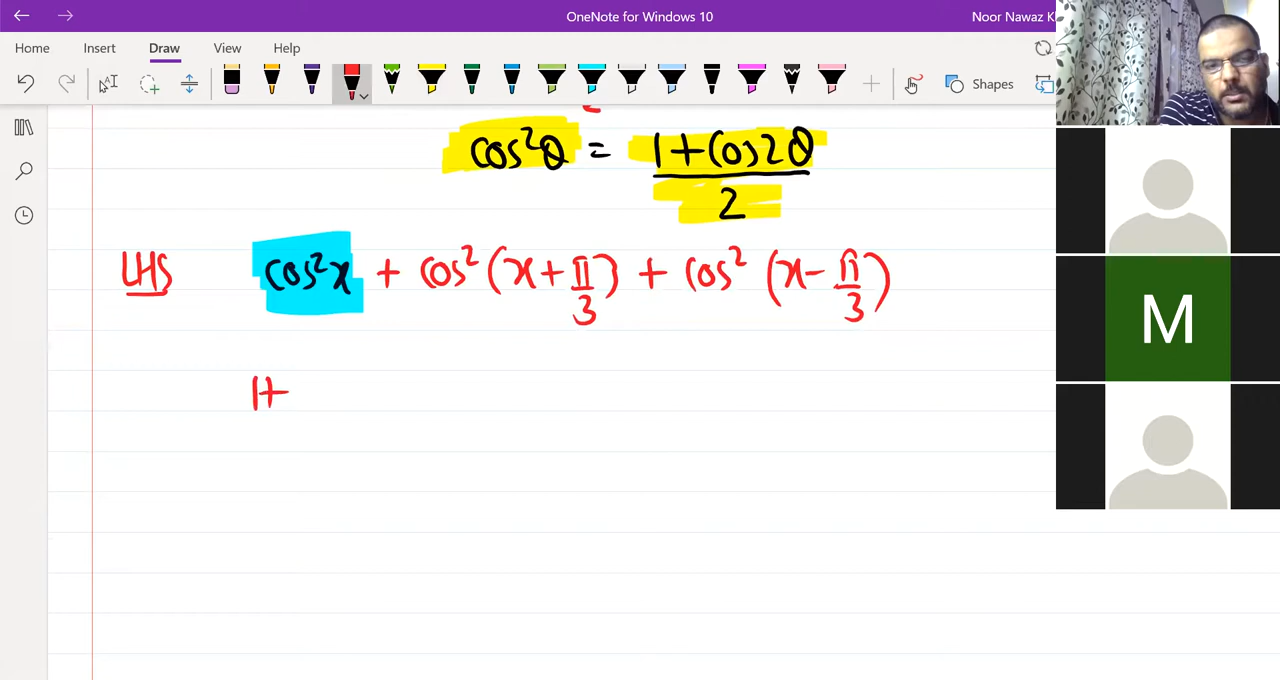 OneNote for Windows 10
Noor Nawaz K
Home Insert Draw View Help
Shapes
cos²θ = 1+Cos2θ
2
LHS cos²x + cos² (x + π/3) + cos² (x - π/3)
1+
M